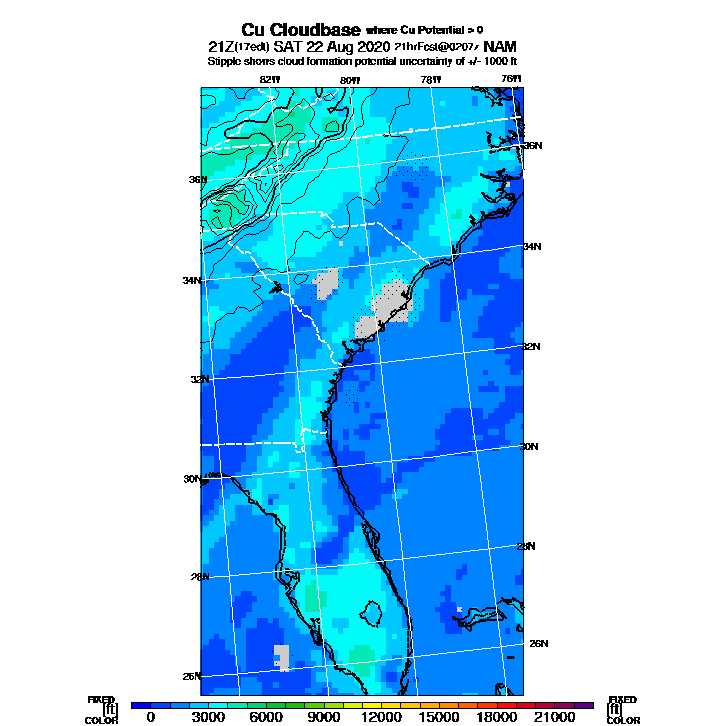 Cu Cloudbase where Cu Potential > 0
21Z(17edt) SAT 22 Aug 2020 21hrFcst@0207z NAM
Stipple shows cloud formation potential uncertainty of +/- 1000 ft
82W 80W 78W 76W
36N
36N
34N
34N
32N
32N
30N
30N
28N
28N
26N
26N
FIXED FIXED
[ft] [ft]
COLOR COLOR
0 3000 6000 9000 12000 15000 18000 21000